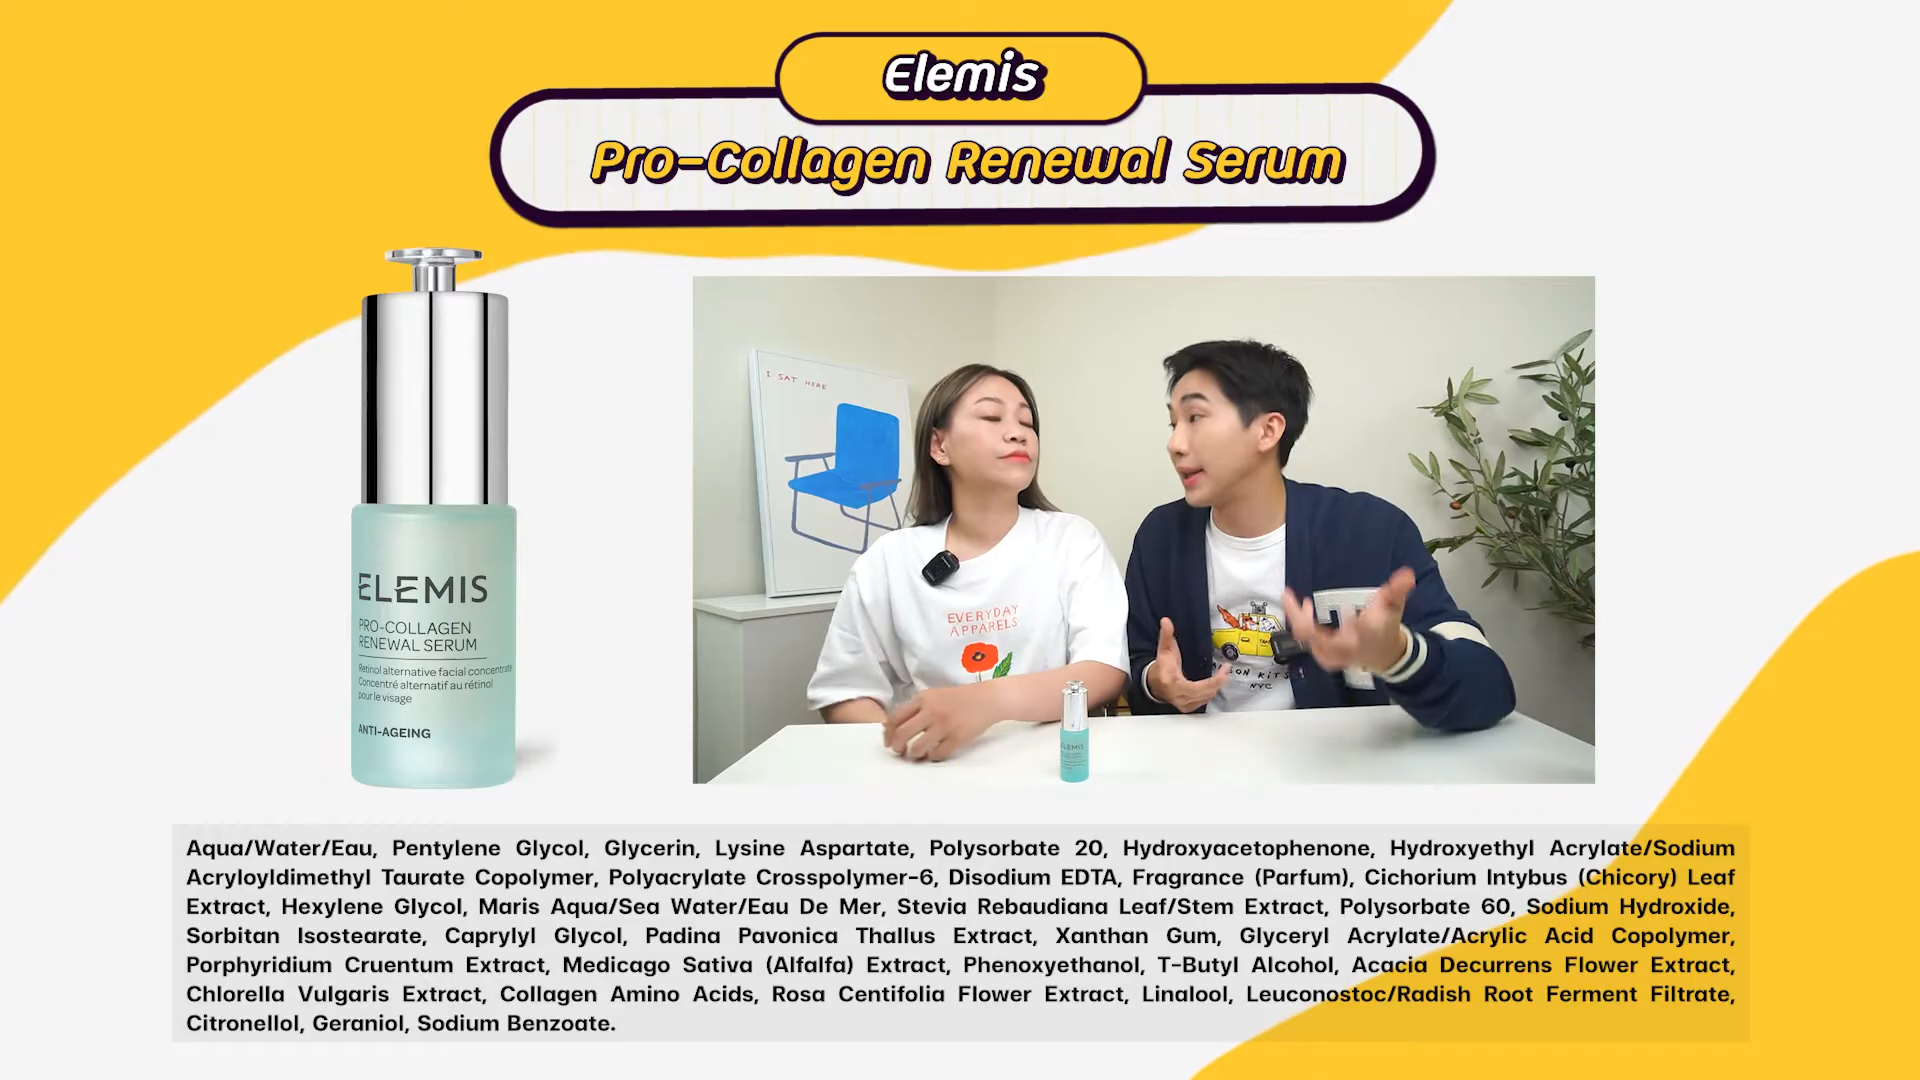 Elemis
Pro-Collagen Renewal Serum
ELEMIS
PRO-COLLAGEN
RENEWAL SERUM
Retinol alternative facial concentrate
Concentré alternatif au rétinol
pour le visage
ANTI-AGEING
I SAT HERE
EVERYDAY
APPARELS
TAXI
NYC
ELEMIS
Aqua/Water/Eau, Pentylene Glycol, Glycerin, Lysine Aspartate, Polysorbate 20, Hydroxyacetophenone, Hydroxyethyl Acrylate/Sodium
Acryloyldimethyl Taurate Copolymer, Polyacrylate Crosspolymer-6, Disodium EDTA, Fragrance (Parfum), Cichorium Intybus (Chicory) Leaf
Extract, Hexylene Glycol, Maris Aqua/Sea Water/Eau De Mer, Stevia Rebaudiana Leaf/Stem Extract, Polysorbate 60, Sodium Hydroxide,
Sorbitan Isostearate, Caprylyl Glycol, Padina Pavonica Thallus Extract, Xanthan Gum, Glyceryl Acrylate/Acrylic Acid Copolymer,
Porphyridium Cruentum Extract, Medicago Sativa (Alfalfa) Extract, Phenoxyethanol, T-Butyl Alcohol, Acacia Decurrens Flower Extract,
Chlorella Vulgaris Extract, Collagen Amino Acids, Rosa Centifolia Flower Extract, Linalool, Leuconostoc/Radish Root Ferment Filtrate,
Citronellol, Geraniol, Sodium Benzoate.